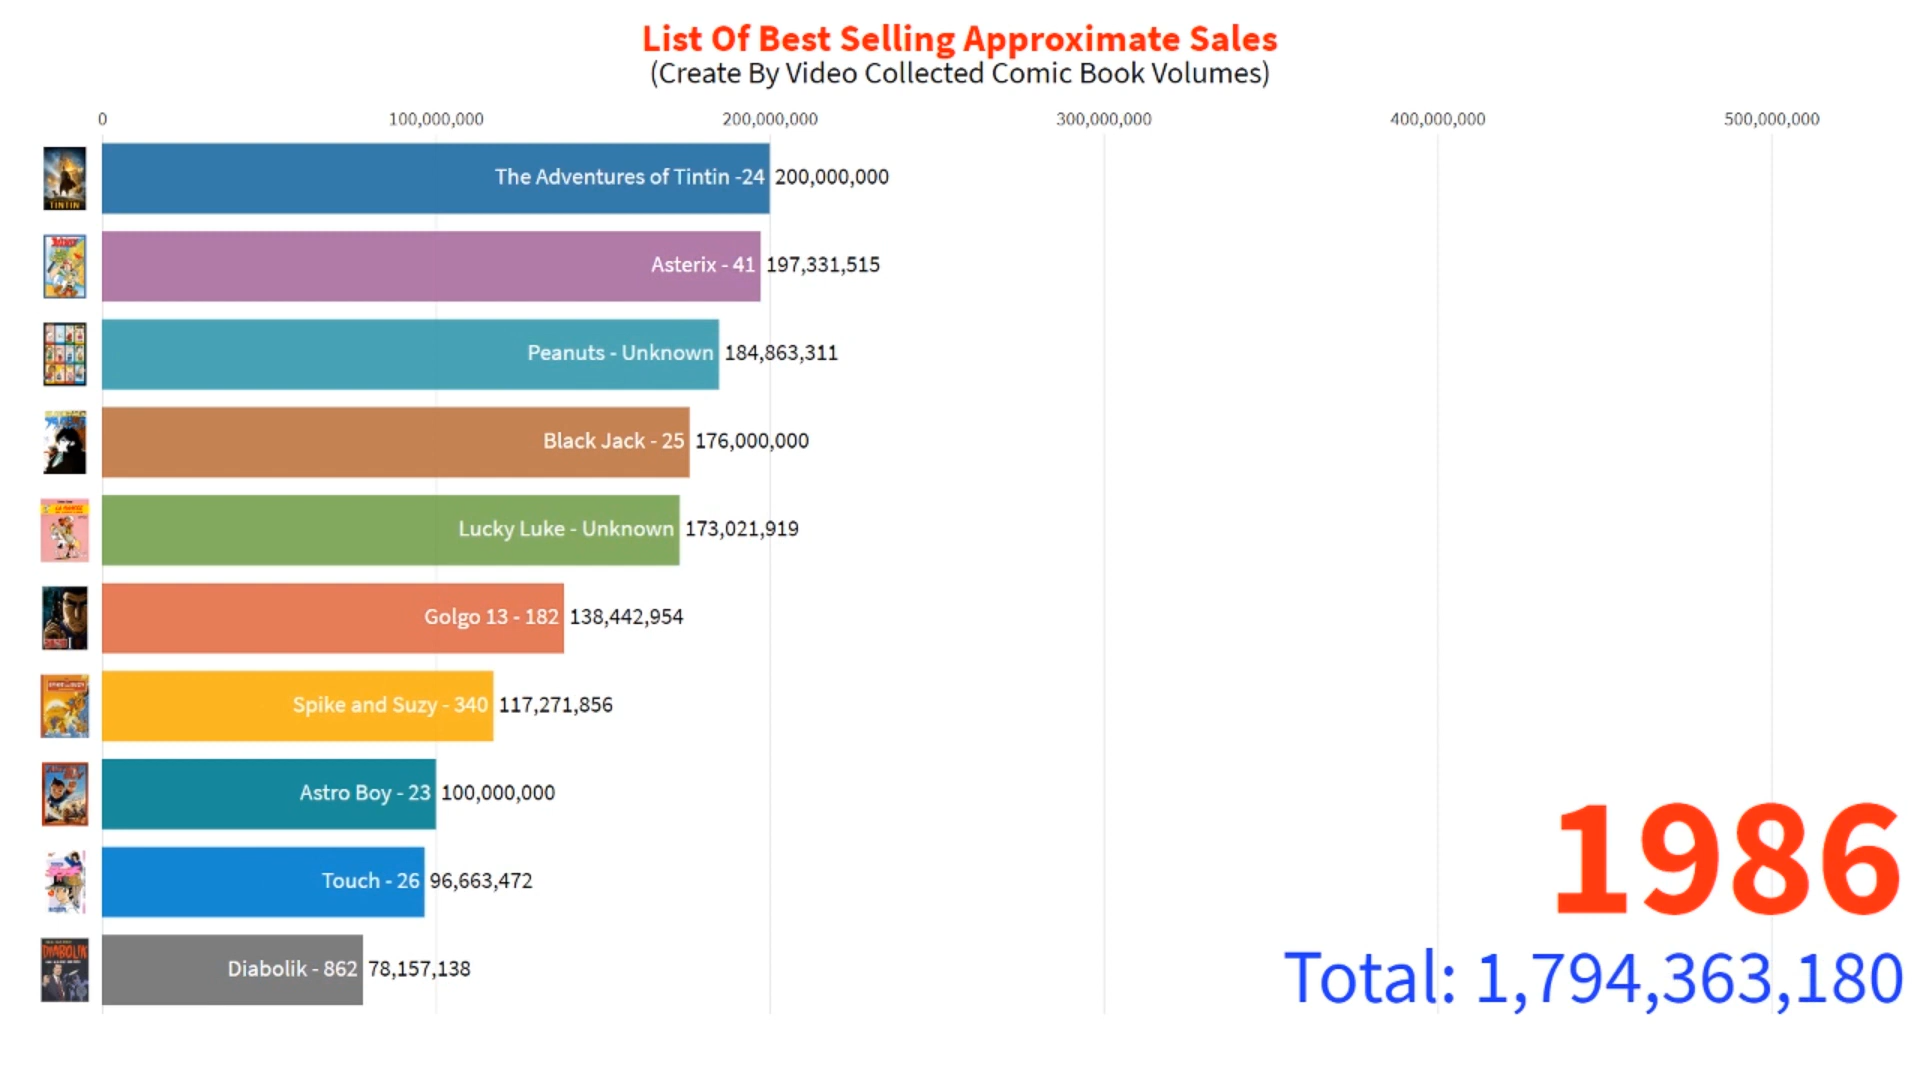 List Of Best Selling Approximate Sales
(Create By Video Collected Comic Book Volumes)
0 100,000,000 200,000,000 300,000,000 400,000,000 500,000,000
TINTIN
The Adventures of Tintin -24 200,000,000
Asterix - 41 197,331,515
Peanuts - Unknown 184,863,311
Black Jack - 25 176,000,000
Lucky Luke - Unknown 173,021,919
Golgo 13 - 182 138,442,954
Spike and Suzy - 340 117,271,856
Astro Boy - 23 100,000,000
Touch - 26 96,663,472
DIABOLIK
Diabolik - 862 78,157,138
1986
Total: 1,794,363,180